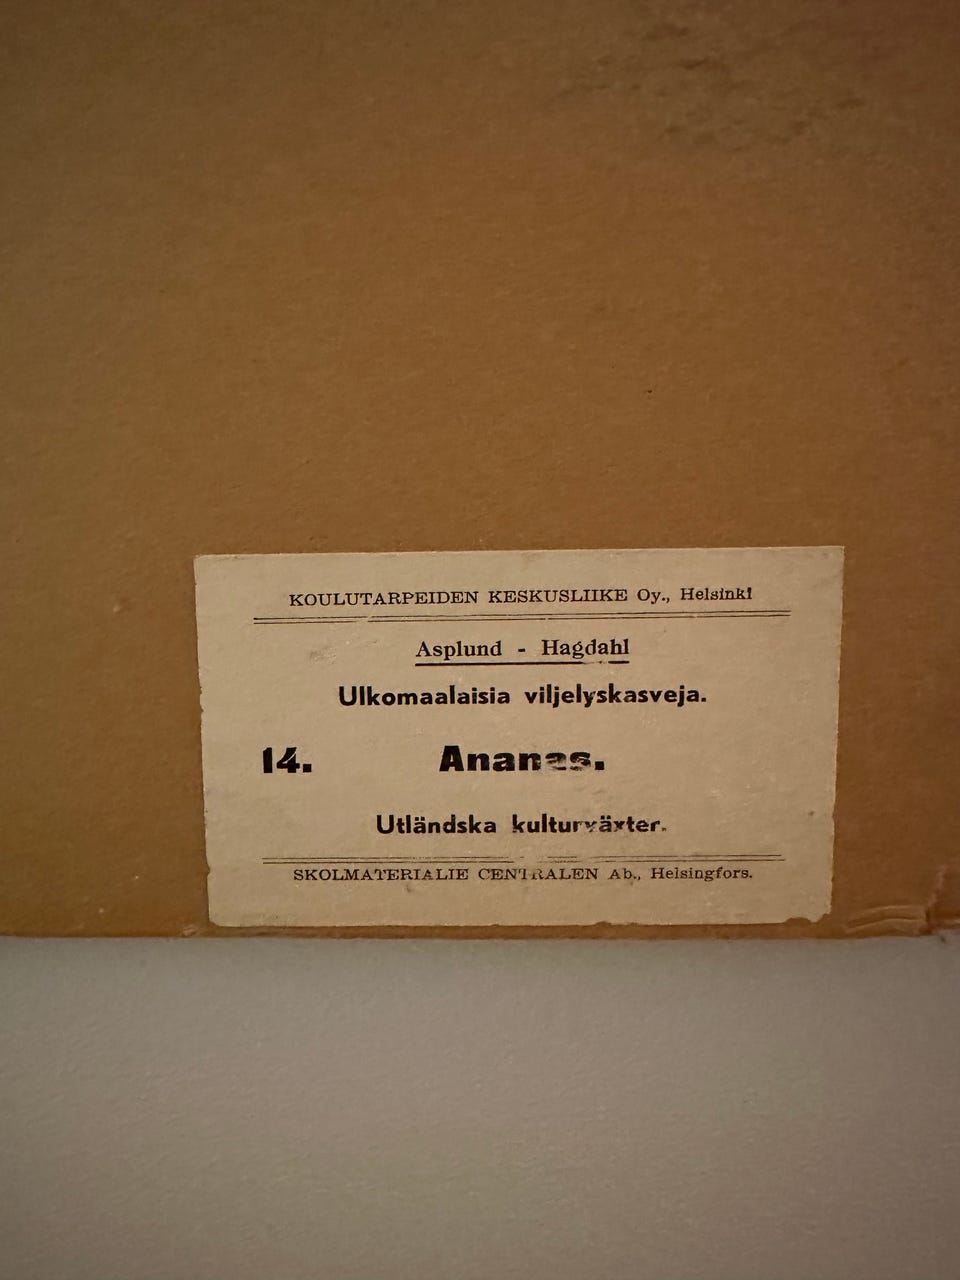 KOULUTARPEIDEN KESKUSLIIKE Oy., Helsinki
Asplund - Hagdahl
Ulkomaalaisia viljelyskasveja.
14. Ananas.
Utländska kulturväxter.
SKOLMATERIALIE CENTRALEN Ab., Helsingfors.